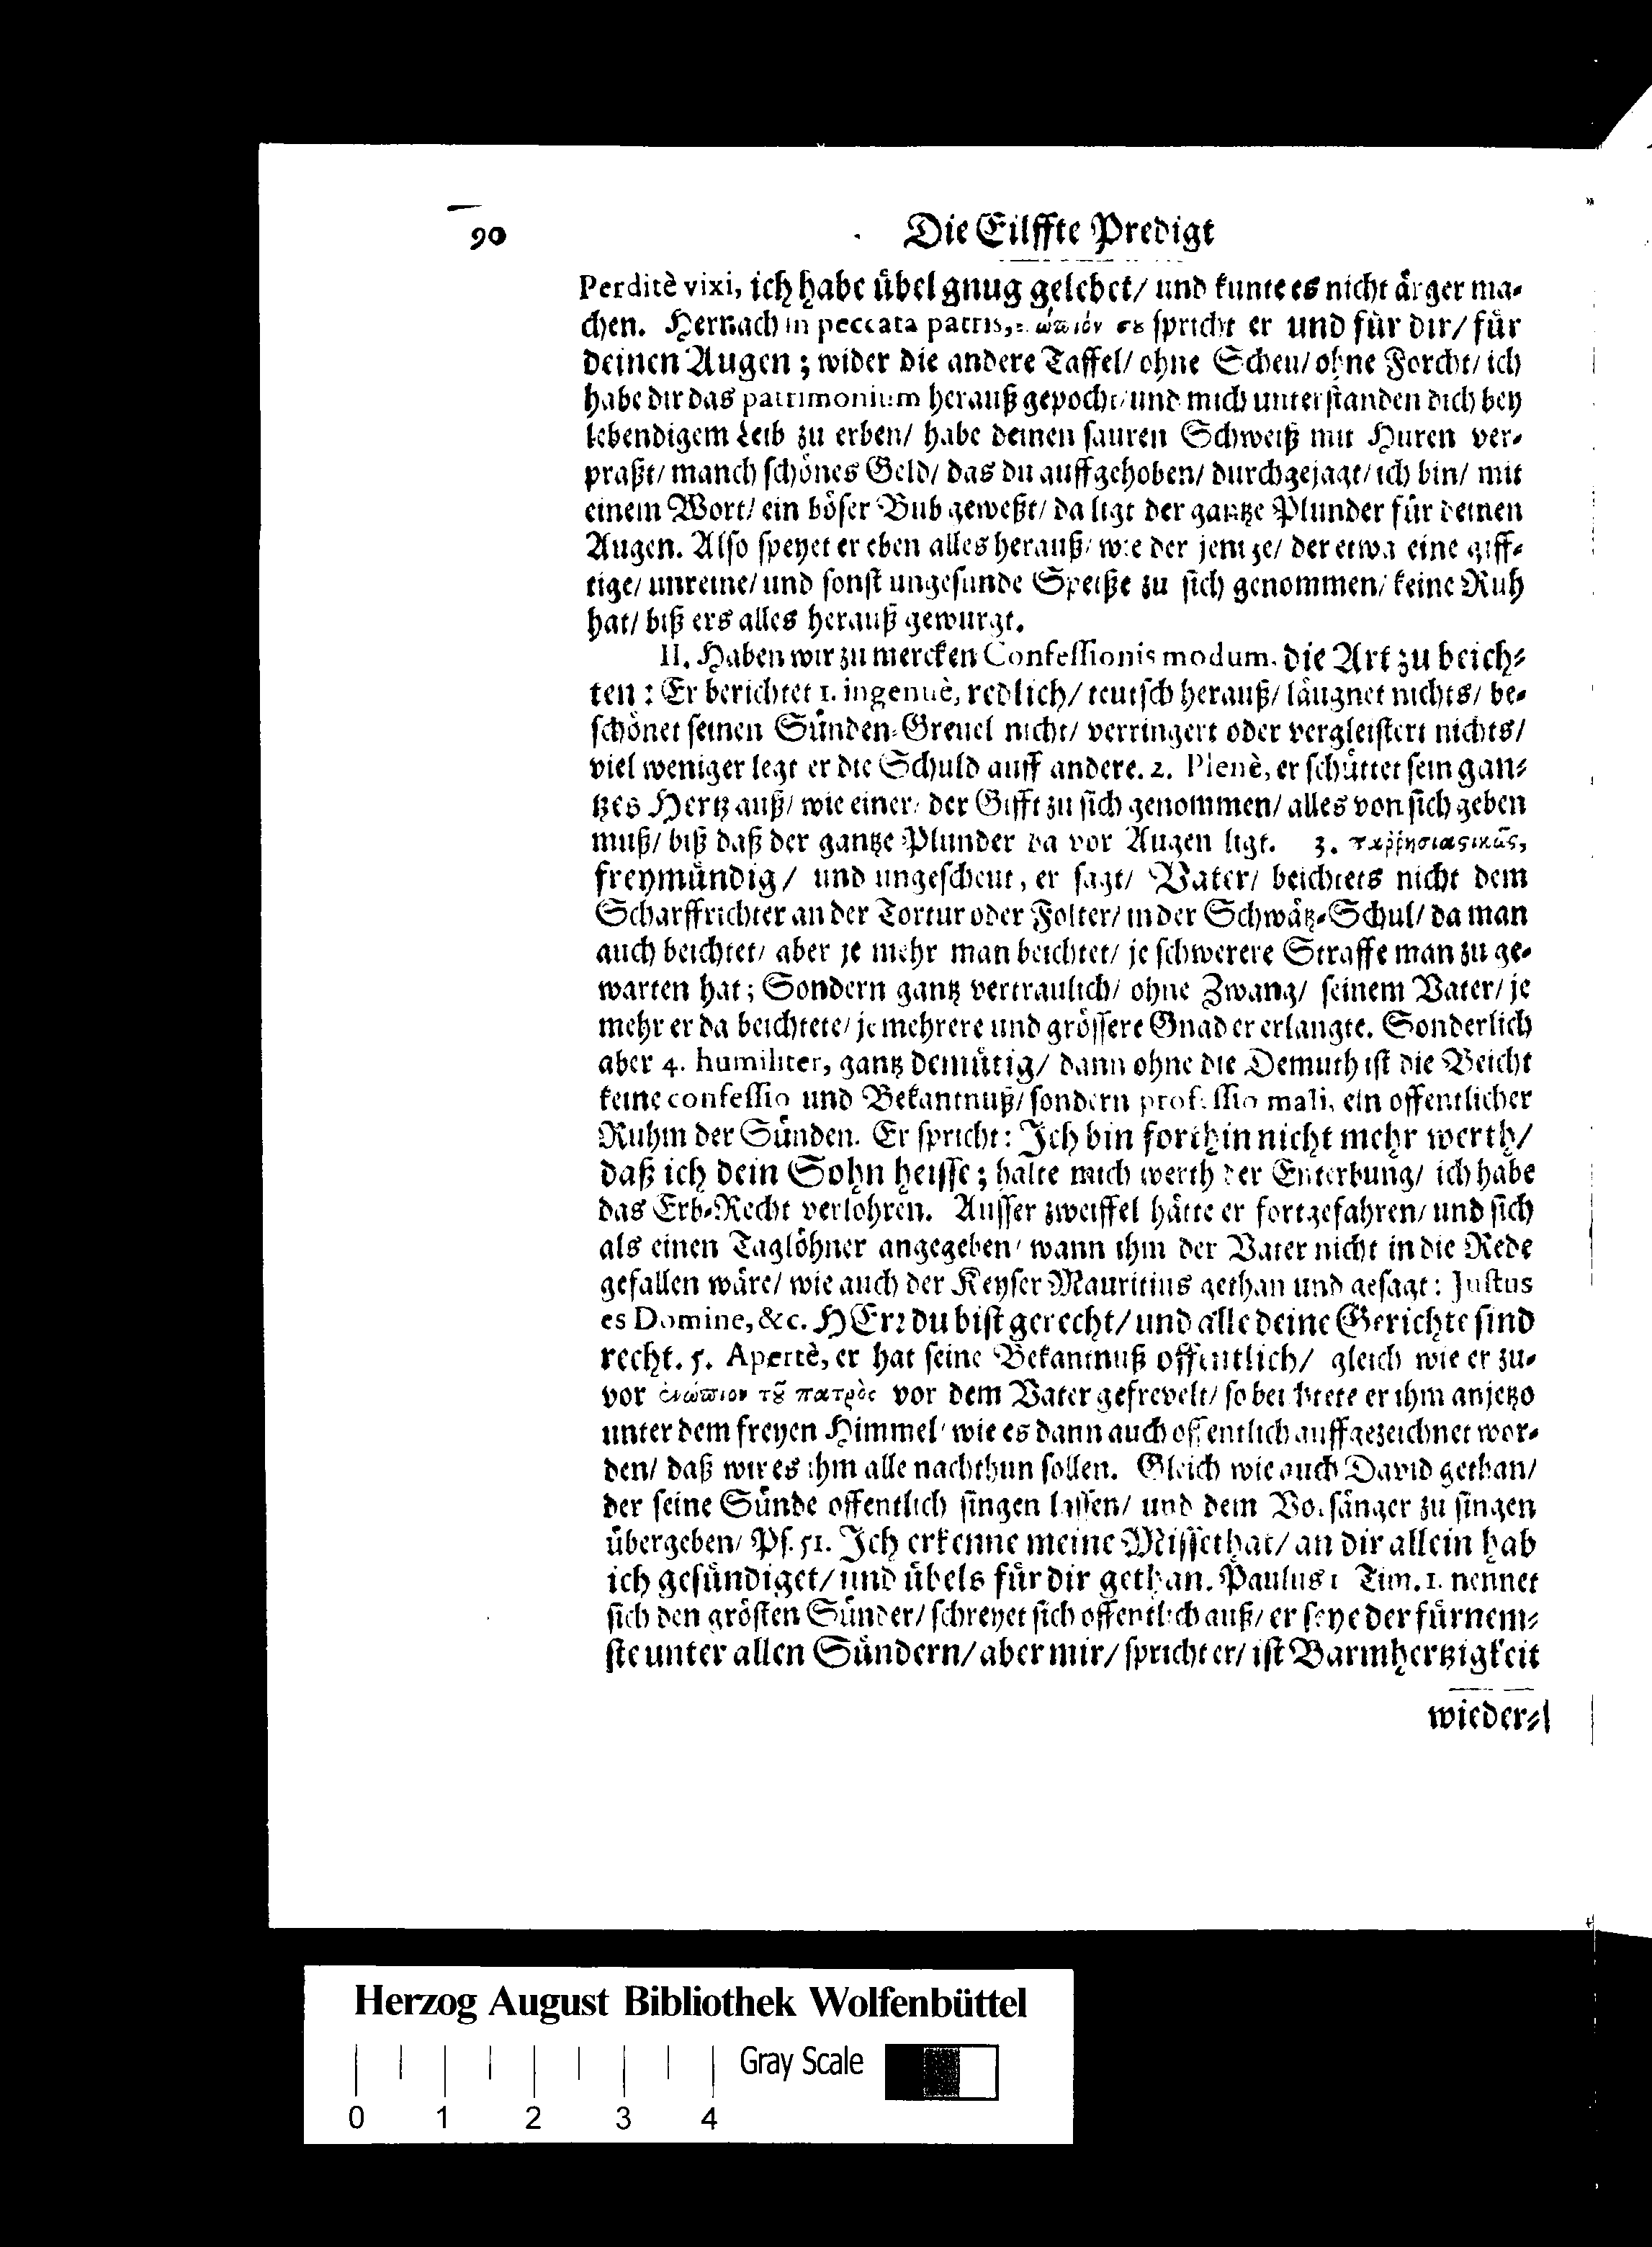 90 Die Eilffte Predigt
Perditè vixi, ich habe übel gnug gelebet/ und kunte es nicht ärger ma-
chen. Hernach in peccata patris, ἐνώπιόν σου spricht er und für dir/ für
deinen Augen; wider die andere Taffel/ ohne Scheu/ ohne Forcht/ ich
habe dir das patrimonium herauß gepocht/ und mich unterstanden dich bey
lebendigem Leib zu erben/ habe deinen sauren Schweiß mit Huren ver-
praßt/ manch schönes Geld/ das du auffgehoben/ durchgejagt/ ich bin/ mit
einem Wort/ ein böser Bub geweßt/ da ligt der gantze Plunder für deinen
Augen. Also speyet er eben alles herauß/ wie der jenige/ der etwa eine giff-
tige/ unreine/ und sonst ungesunde Speiße zu sich genommen/ keine Ruh
hat/ biß ers alles herauß gewurgt.
II. Haben wir zu mercken Confessionis modum, die Art zu beich-
ten: Er berichtet 1. ingenuè, redlich/ teutsch herauß/ läugnet nichts/ be-
schönet seinen Sünden-Greuel nicht/ verringert oder vergleistert nichts/
viel weniger legt er die Schuld auff andere. 2. Plenè, er schüttet sein gan-
tzes Hertz auß/ wie einer/ der Gifft zu sich genommen/ alles von sich geben
muß/ biß daß der gantze Plunder da vor Augen ligt. 3. παῤῥησιαστικῶς,
freymündig/ und ungescheut, er sagt/ Vater/ beichtets nicht dem
Scharffrichter an der Tortur oder Folter/ in der Schwätz-Schul/ da man
auch beichtet/ aber je mehr man beichtet/ je schwerere Straffe man zu ge-
warten hat; Sondern gantz vertraulich/ ohne Zwang/ seinem Vater/ je
mehr er da beichtete/ je mehrere und grössere Gnad er erlangte. Sonderlich
aber 4. humiliter, gantz demütig/ dann ohne die Demuth ist die Beicht
keine confessio und Bekantnuß/ sondern professio mali, ein offentlicher
Ruhm der Sünden. Er spricht: Ich bin forthin nicht mehr werth/
daß ich dein Sohn heisse; halte mich werth der Enterbung/ ich habe
das Erb-Recht verlohren. Ausser zweiffel hätte er fortgefahren/ und sich
als einen Taglöhner angegeben/ wann ihm der Vater nicht in die Rede
gefallen wäre/ wie auch der Keyser Mauritius gethan und gesagt: Justus
es Domine, &c. HErr du bist gerecht/ und alle deine Gerichte sind
recht. 5. Apertè, er hat seine Bekantnuß offentlich/ gleich wie er zu-
vor ἐνώπιον τοῦ πατρὸς vor dem Vater gefrevelt/ so beichtete er ihm anjetzo
unter dem freyen Himmel/ wie es dann auch offentlich auffgezeichnet wor-
den/ daß wir es ihm alle nachthun sollen. Gleich wie auch David gethan/
der seine Sünde offentlich singen lassen/ und dem Vorsänger zu singen
übergeben/ Ps. 51. Ich erkenne meine Missethat/ an dir allein hab
ich gesündiget/ und übels für dir gethan. Paulus 1 Tim. 1. nennet
sich den grösten Sünder/ schreyet sich offentlich auß/ er seye der fürnem-
ste unter allen Sündern/ aber mir/ spricht er/ ist Barmhertzigkeit
wieder-
Herzog August Bibliothek Wolfenbüttel
Gray Scale
0 1 2 3 4